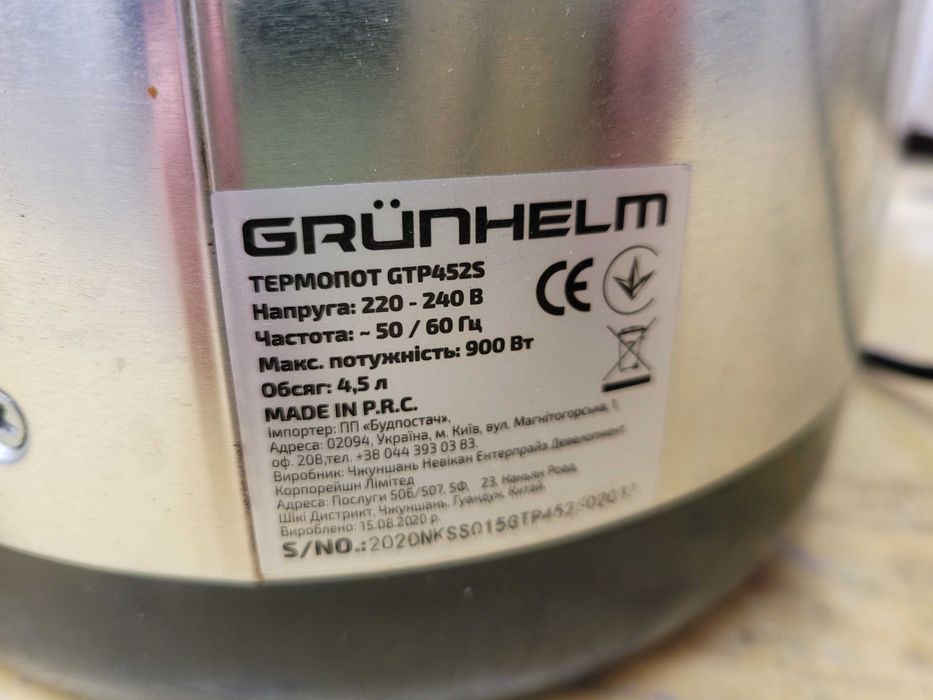 GRÜNHELM
ТЕРМОПОТ GTP452S
Напруга: 220 - 240 В
Частота: ~ 50 / 60 Гц
Макс. потужність: 900 Вт
Обсяг: 4,5 л
MADE IN P.R.C.
CE
Імпортер: ПП «Будпостач».
Адреса: 02094, Україна, м. Київ, вул. Магнітогорська, 1,
оф. 208,тел. +38 044 393 03 83.
Виробник: Чжуншань Невікан Ентерпрайз Девелопмент
Корпорейшн Лімітед
Адреса: Послуги 506/507, 5Ф, 23, Наньян Роад,
Шікі Дистрикт, Чжуншань, Гуандун, Китай.
Вироблено: 15.08.2020 р.
S/NO.:2020NKSS015GTP452S